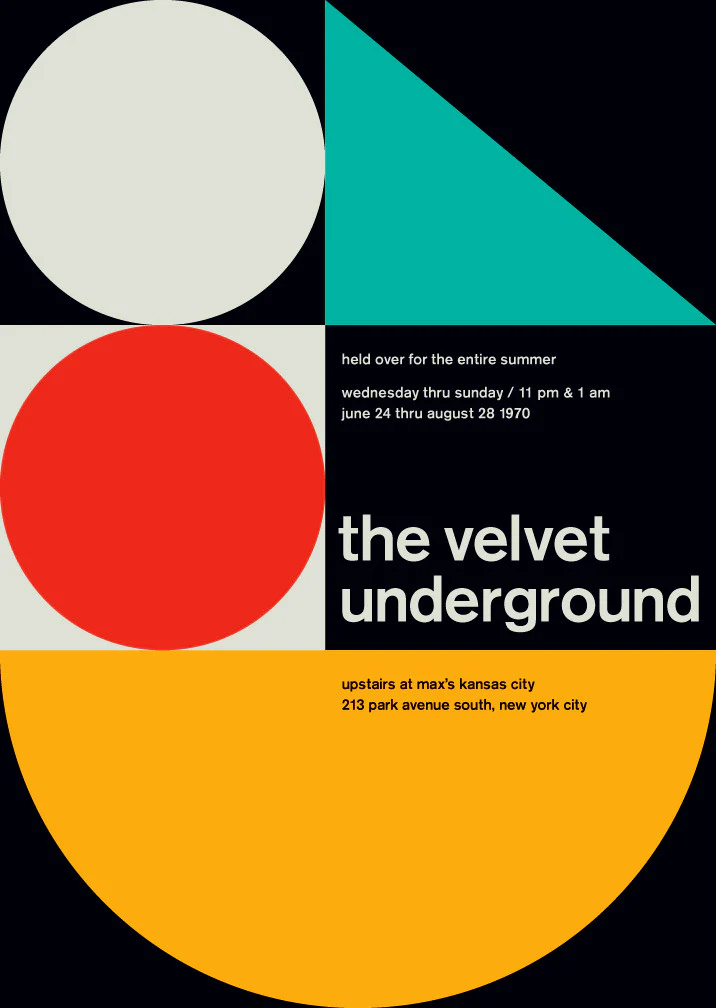 held over for the entire summer
wednesday thru sunday / 11 pm & 1 am
june 24 thru august 28 1970
the velvet
underground
upstairs at max's kansas city
213 park avenue south, new york city